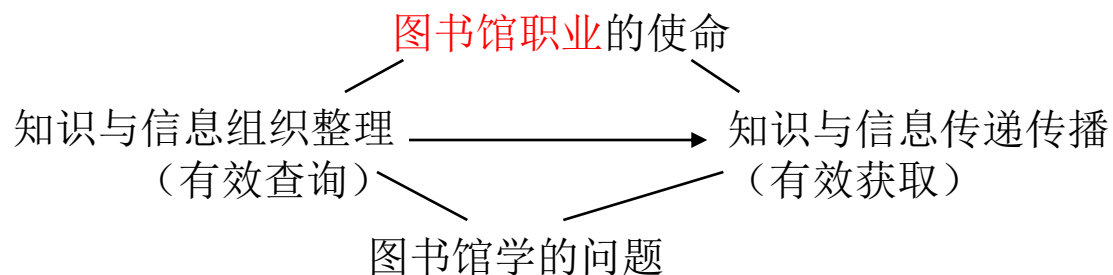 图书馆职业的使命
知识与信息组织整理
知识与信息传递传播
（有效查询）
（有效获取）
图书馆学的问题